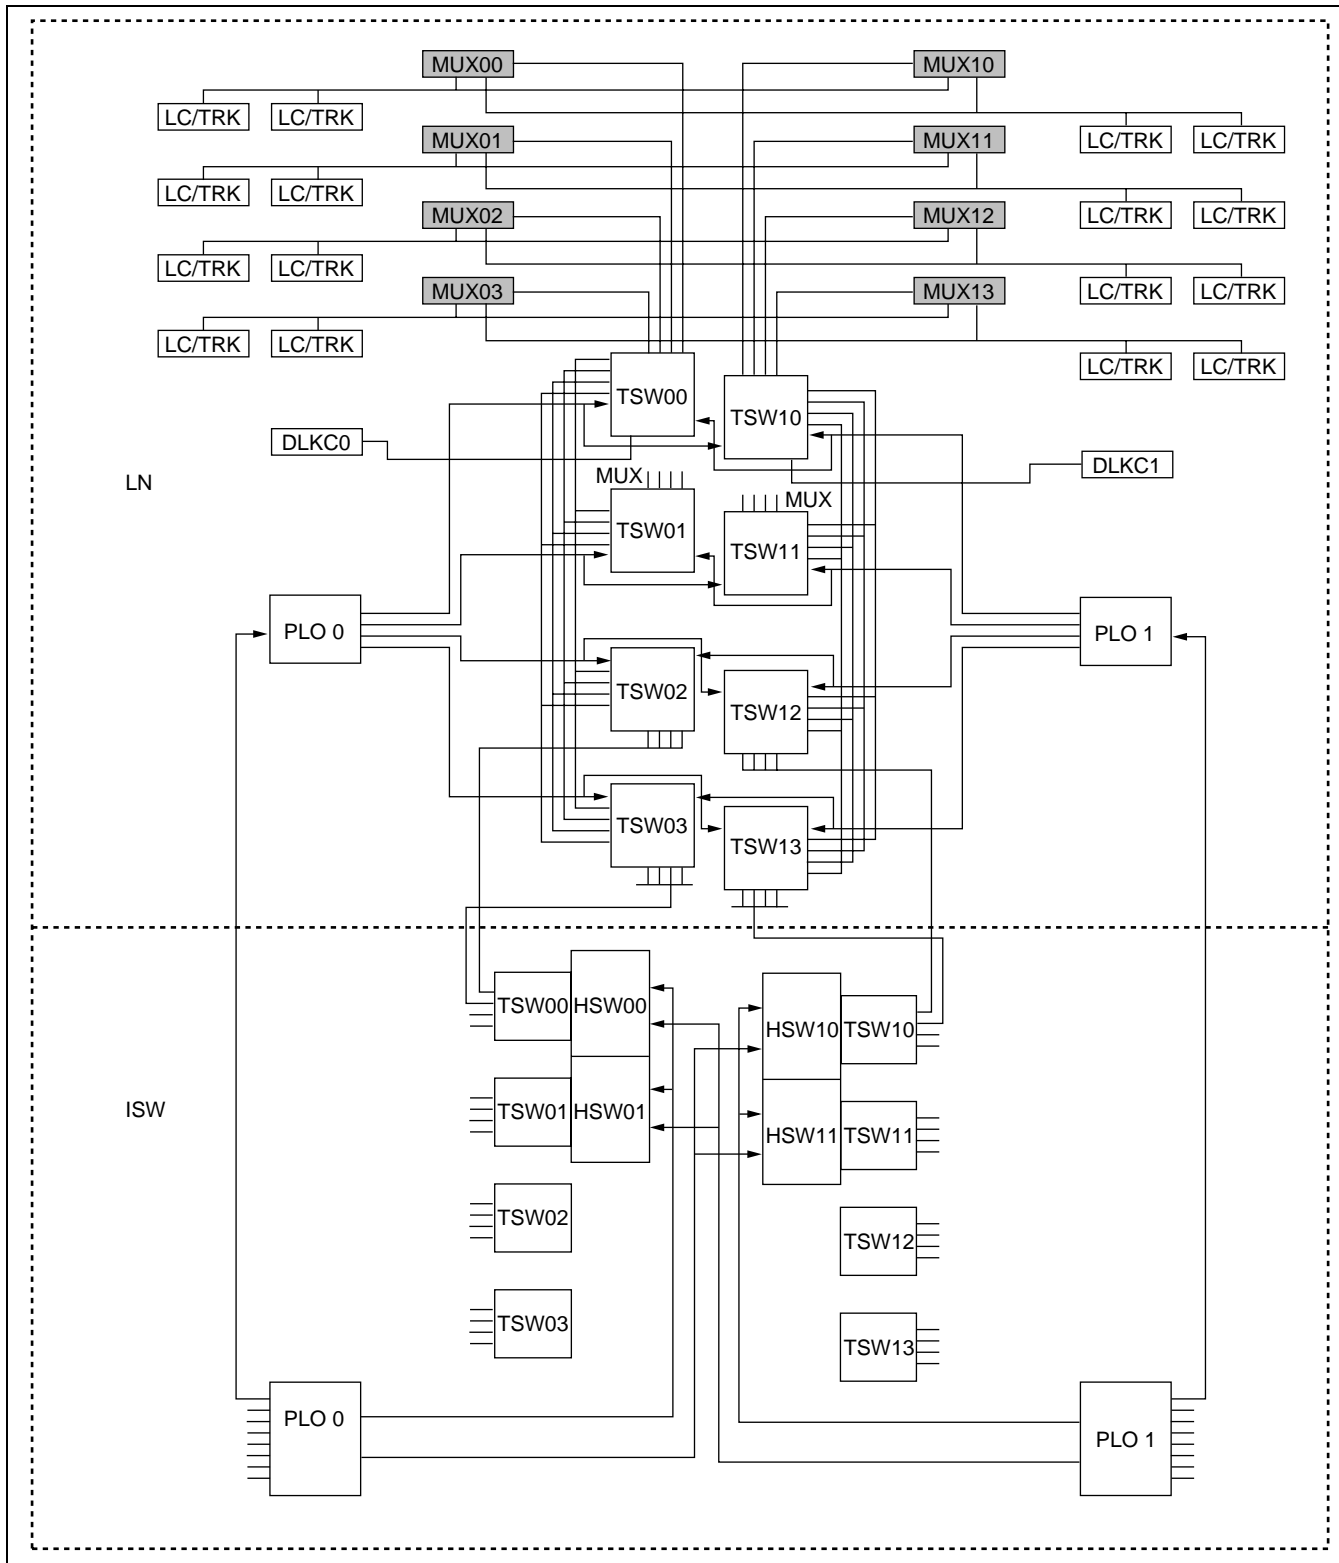 MUX00 MUX10
LC/TRK LC/TRK
LC/TRK LC/TRK
MUX01 MUX11
LC/TRK LC/TRK
LC/TRK LC/TRK
MUX02 MUX12
LC/TRK LC/TRK
LC/TRK LC/TRK
MUX03 MUX13
LC/TRK LC/TRK
LC/TRK LC/TRK
TSW00
TSW10
DLKC0
DLKC1
LN
MUX
MUX
TSW01
TSW11
PLO 0
PLO 1
TSW02
TSW12
TSW03
TSW13
TSW00 HSW00
HSW10 TSW10
ISW
TSW01 HSW01
HSW11 TSW11
TSW02
TSW12
TSW03
TSW13
PLO 0
PLO 1